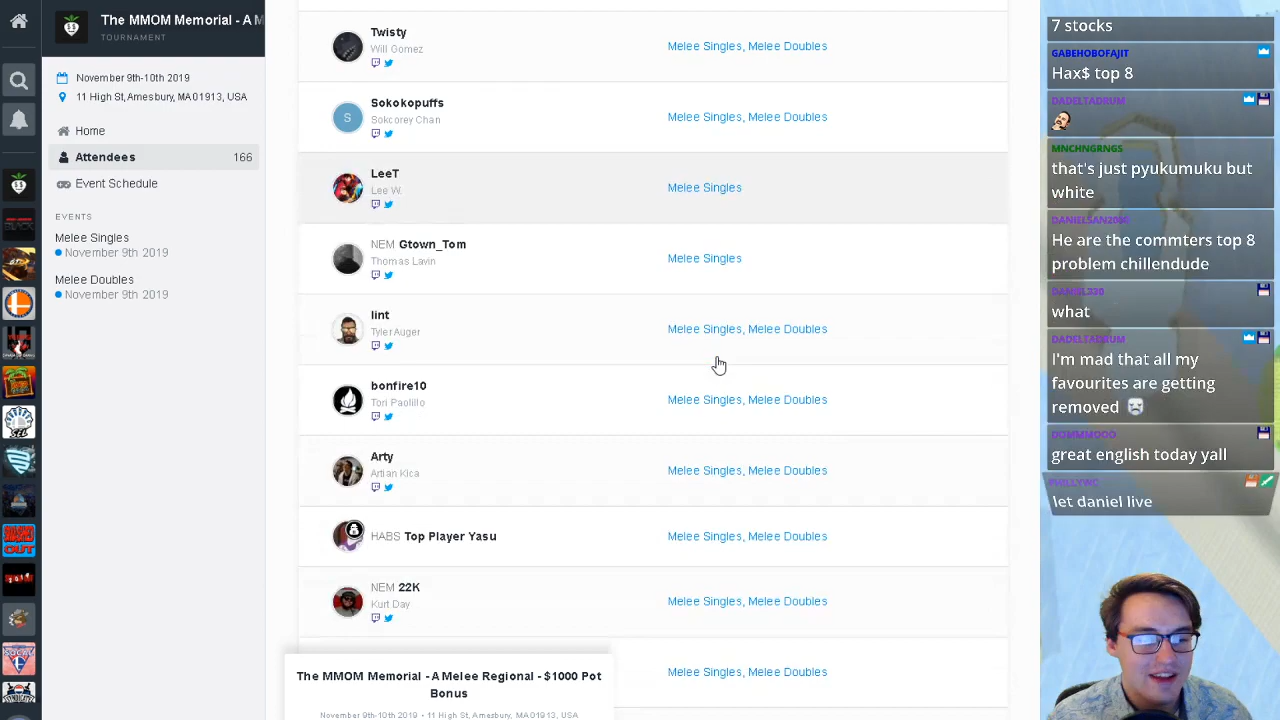 The MMOM Memorial - A M
TOURNAMENT
November 9th-10th 2019
11 High St, Amesbury, MA 01913, USA
Home
Attendees 166
Event Schedule
EVENTS
Melee Singles
November 9th 2019
Melee Doubles
November 9th 2019
Twisty
Will Gomez
Melee Singles, Melee Doubles
S
Sokokopuffs
Sokcorey Chan
Melee Singles, Melee Doubles
LeeT
Lee W.
Melee Singles
NEM Gtown_Tom
Thomas Lavin
Melee Singles
lint
Tyler Auger
Melee Singles, Melee Doubles
bonfire10
Tori Paolillo
Melee Singles, Melee Doubles
Arty
Artian Kica
Melee Singles, Melee Doubles
HABS Top Player Yasu
Melee Singles, Melee Doubles
NEM 22K
Kurt Day
Melee Singles, Melee Doubles
Melee Singles, Melee Doubles
The MMOM Memorial - A Melee Regional - $1000 Pot
Bonus
November 9th-10th 2019 • 11 High St, Amesbury, MA 01913, USA
7 stocks
GABEHOBOFAJIT
Hax$ top 8
DADELTADRUM
MNCHNGRNGS
that's just pyukumuku but
white
DANIELSAN2000
He are the commters top 8
problem chillendude
DANIEL330
what
DADELTADRUM
I'm mad that all my
favourites are getting
removed
DOMMMOOO
great english today yall
PHILLYWC
let daniel live